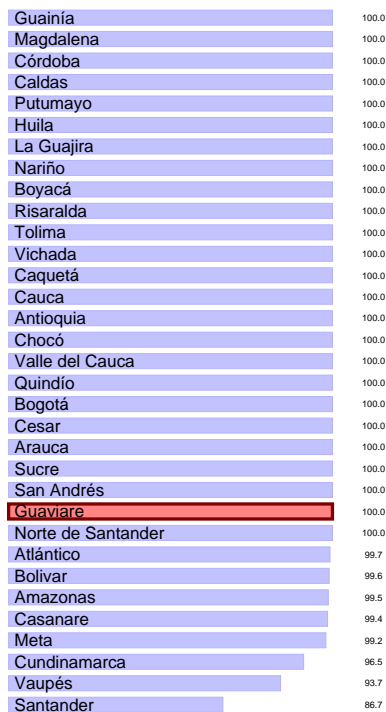 Guainía 100.0
Magdalena 100.0
Córdoba 100.0
Caldas 100.0
Putumayo 100.0
Huila 100.0
La Guajira 100.0
Nariño 100.0
Boyacá 100.0
Risaralda 100.0
Tolima 100.0
Vichada 100.0
Caquetá 100.0
Cauca 100.0
Antioquia 100.0
Chocó 100.0
Valle del Cauca 100.0
Quindío 100.0
Bogotá 100.0
Cesar 100.0
Arauca 100.0
Sucre 100.0
San Andrés 100.0
Guaviare 100.0
Norte de Santander 100.0
Atlántico 99.7
Bolivar 99.6
Amazonas 99.5
Casanare 99.4
Meta 99.2
Cundinamarca 96.5
Vaupés 93.7
Santander 86.7